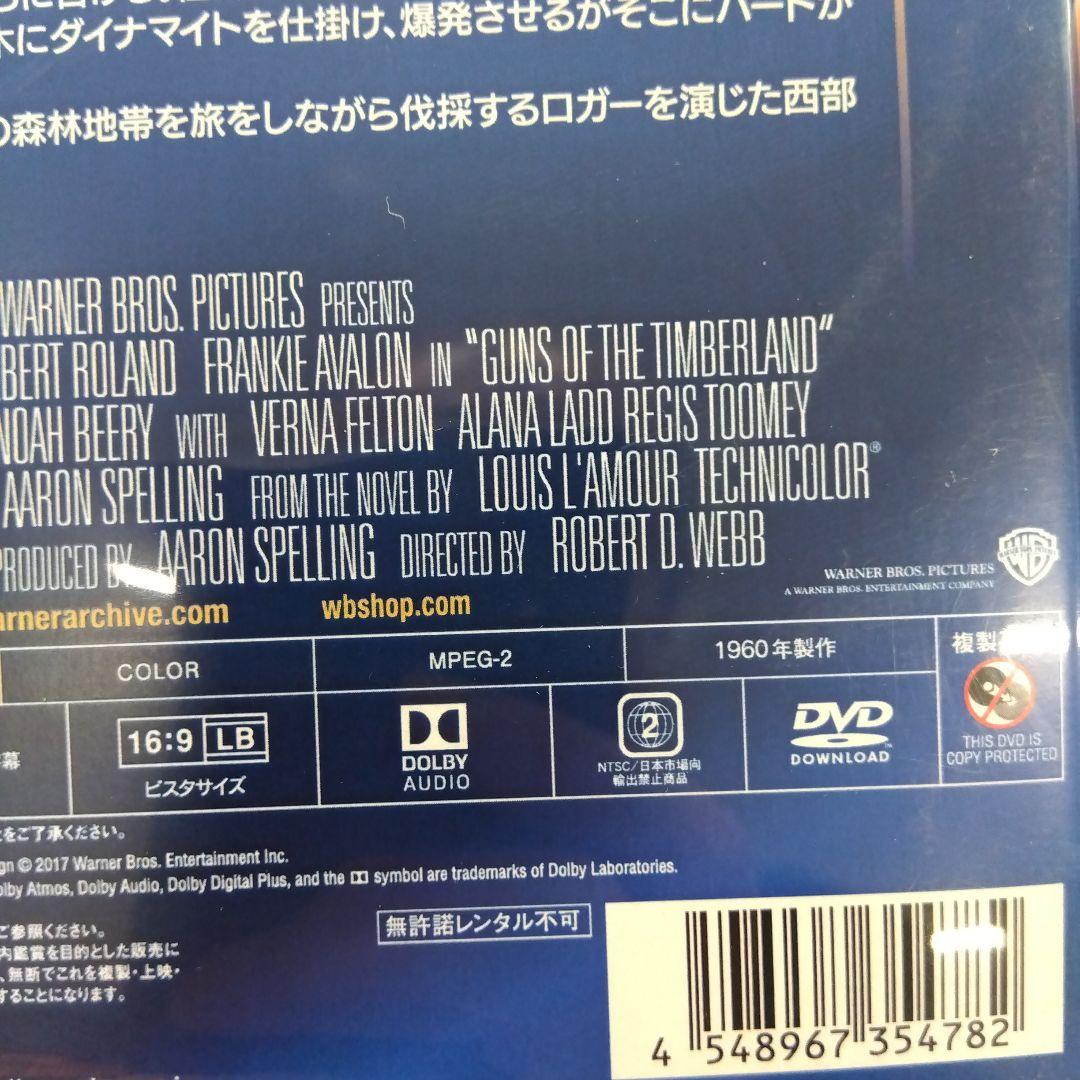 木にダイナマイトを仕掛け、爆発させるがそこにハートが
の森林地帯を旅をしながら伐採するロガーを演じた西部
WARNER BROS. PICTURES PRESENTS
BERT ROLAND FRANKIE AVALON IN "GUNS OF THE TIMBERLAND"
NOAH BEERY WITH VERNA FELTON ALANA LADD REGIS TOOMEY
AARON SPELLING FROM THE NOVEL BY LOUIS L'AMOUR TECHNICOLOR®
PRODUCED BY AARON SPELLING DIRECTED BY ROBERT D. WEBB
WARNER BROS. PICTURES
A WARNER BROS. ENTERTAINMENT COMPANY
arnerarchive.com wbshop.com
COLOR MPEG-2 1960年製作 複製
16:9 LB
ビスタサイズ
DOLBY
AUDIO
2
NTSC/日本市場向
輸出禁止商品
DVD
DOWNLOAD
THIS DVD IS
COPY PROTECTED
幕
をご了承ください。
gn © 2017 Warner Bros. Entertainment Inc.
olby Atmos, Dolby Audio, Dolby Digital Plus, and the symbol are trademarks of Dolby Laboratories.
無許諾レンタル不可
ご参照ください。
内鑑賞を目的とした販売に
、無断でこれを複製・上映・
することになります。
4 548967 354782